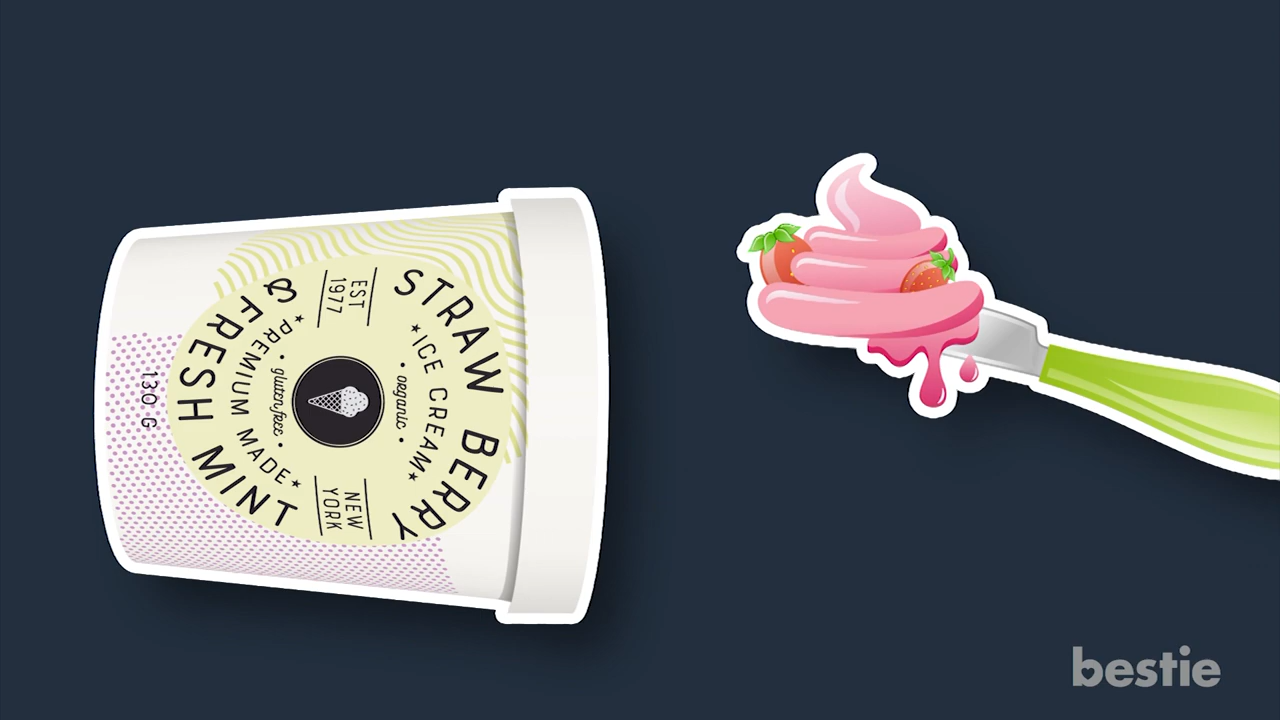 STRAW BERRY
★ICE CREAM★
• organic •
EST
1977
NEW
YORK
• gluten free •
★PREMIUM MADE★
& FRESH MINT
130 G
bestie